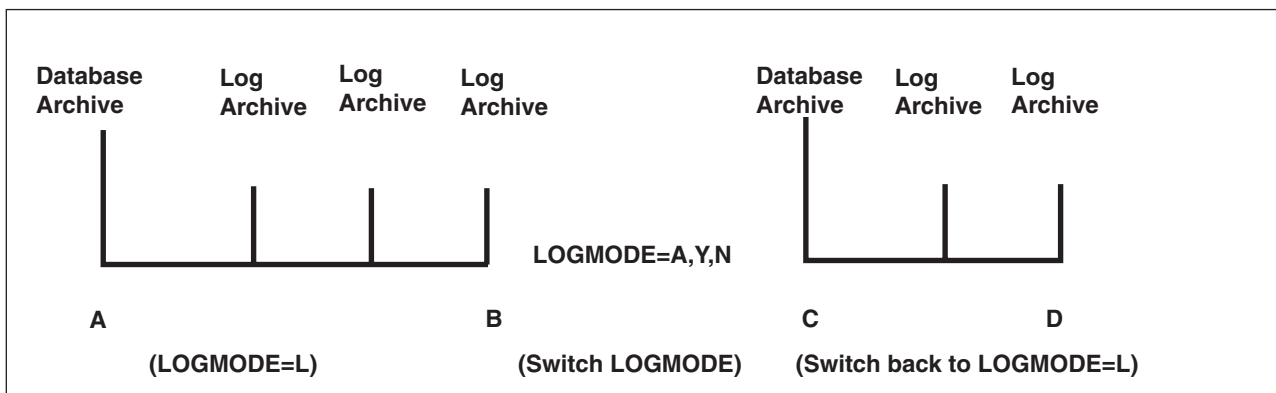 Database
Archive
Log
Archive
Log
Archive
Log
Archive
Database
Archive
Log
Archive
Log
Archive
LOGMODE=A,Y,N
A
B
C
D
(LOGMODE=L)
(Switch LOGMODE)
(Switch back to LOGMODE=L)